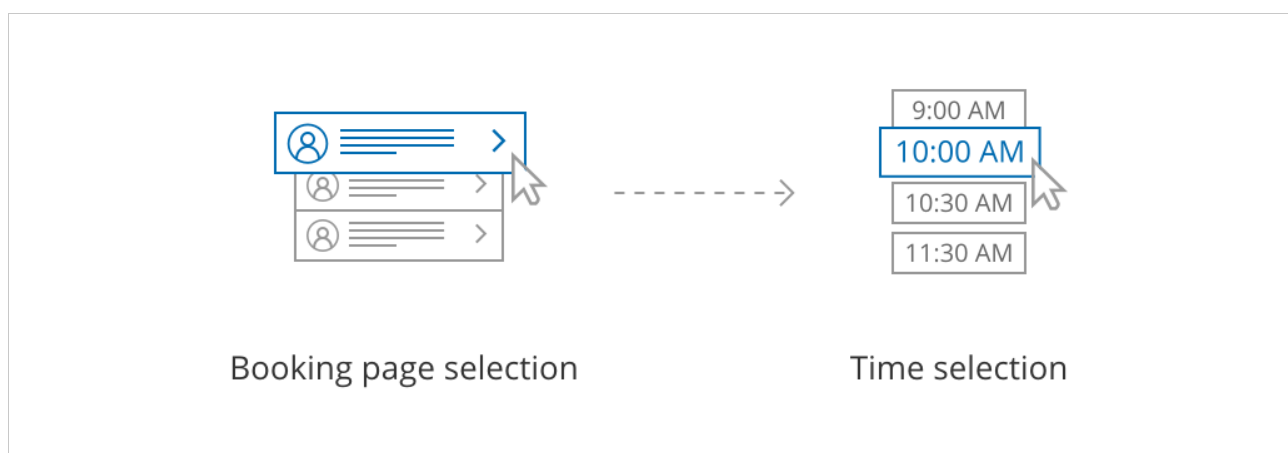 9:00 AM
10:00 AM
10:30 AM
11:30 AM
Booking page selection
Time selection